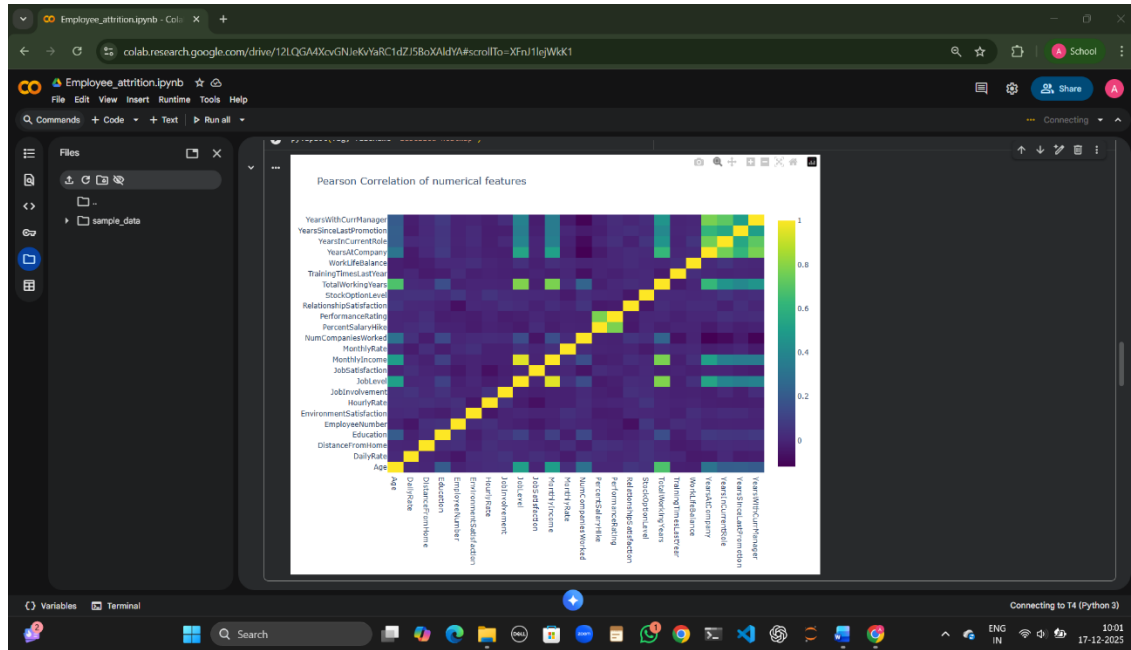 Employee_attrition.ipynb - Cola
colab.research.google.com/drive/12LQGA4XcvGNJeKvYaRC1dZJ5BoXAldYA#scrollTo=XFnJ1lejWkK1
A School
Employee_attrition.ipynb
File Edit View Insert Runtime Tools Help
Share
A
Commands + Code + Text Run all
Connecting
Files
..
sample_data
Pearson Correlation of numerical features
YearsWithCurrManager
YearsSinceLastPromotion
YearsInCurrentRole
YearsAtCompany
WorkLifeBalance
TrainingTimesLastYear
TotalWorkingYears
StockOptionLevel
RelationshipSatisfaction
PerformanceRating
PercentSalaryHike
NumCompaniesWorked
MonthlyRate
MonthlyIncome
JobSatisfaction
JobLevel
JobInvolvement
HourlyRate
EnvironmentSatisfaction
EmployeeNumber
Education
DistanceFromHome
DailyRate
Age
1
0.8
0.6
0.4
0.2
0
Age
DailyRate
DistanceFromHome
Education
EmployeeNumber
EnvironmentSatisfaction
HourlyRate
JobInvolvement
JobLevel
JobSatisfaction
MonthlyIncome
MonthlyRate
NumCompaniesWorked
PercentSalaryHike
PerformanceRating
RelationshipSatisfaction
StockOptionLevel
TotalWorkingYears
TrainingTimesLastYear
WorkLifeBalance
YearsAtCompany
YearsInCurrentRole
YearsSinceLastPromotion
YearsWithCurrManager
Variables Terminal
Connecting to T4 (Python 3)
2
Search
DELL
zoom
1
ENG
IN
10:01
17-12-2025